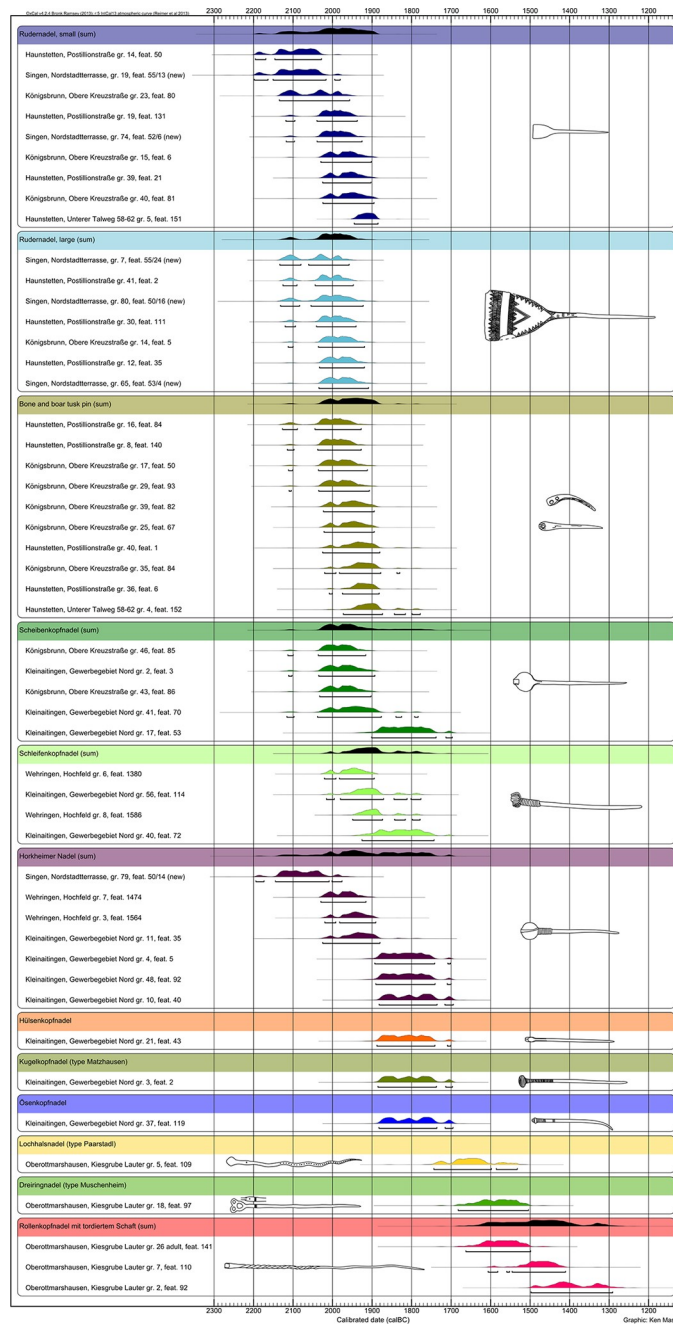 OxCal v4.2.4 Bronk Ramsey (2013); r:5 IntCal13 atmospheric curve (Reimer et al 2013)
2300 2200 2100 2000 1900 1800 1700 1600 1500 1400 1300 1200
Rudernadel, small (sum)
Haunstetten, Postillionstraße gr. 14, feat. 50
Singen, Nordstadtterrasse, gr. 19, feat. 55/13 (new)
Königsbrunn, Obere Kreuzstraße gr. 23, feat. 80
Haunstetten, Postillionstraße gr. 19, feat. 131
Singen, Nordstadtterrasse, gr. 74, feat. 52/6 (new)
Königsbrunn, Obere Kreuzstraße gr. 15, feat. 6
Haunstetten, Postillionstraße gr. 39, feat. 21
Königsbrunn, Obere Kreuzstraße gr. 40, feat. 81
Haunstetten, Unterer Talweg 58-62 gr. 5, feat. 151
Rudernadel, large (sum)
Singen, Nordstadtterrasse, gr. 7, feat. 55/24 (new)
Haunstetten, Postillionstraße gr. 41, feat. 2
Singen, Nordstadtterrasse, gr. 80, feat. 50/16 (new)
Haunstetten, Postillionstraße gr. 30, feat. 111
Königsbrunn, Obere Kreuzstraße gr. 14, feat. 5
Haunstetten, Postillionstraße gr. 12, feat. 35
Singen, Nordstadtterrasse, gr. 65, feat. 53/4 (new)
Bone and boar tusk pin (sum)
Haunstetten, Postillionstraße gr. 16, feat. 84
Haunstetten, Postillionstraße gr. 8, feat. 140
Königsbrunn, Obere Kreuzstraße gr. 17, feat. 50
Königsbrunn, Obere Kreuzstraße gr. 29, feat. 93
Königsbrunn, Obere Kreuzstraße gr. 39, feat. 82
Königsbrunn, Obere Kreuzstraße gr. 25, feat. 67
Haunstetten, Postillionstraße gr. 40, feat. 1
Königsbrunn, Obere Kreuzstraße gr. 35, feat. 84
Haunstetten, Postillionstraße gr. 36, feat. 6
Haunstetten, Unterer Talweg 58-62 gr. 4, feat. 152
Scheibenkopfnadel (sum)
Königsbrunn, Obere Kreuzstraße gr. 46, feat. 85
Kleinaitingen, Gewerbegebiet Nord gr. 2, feat. 3
Königsbrunn, Obere Kreuzstraße gr. 43, feat. 86
Kleinaitingen, Gewerbegebiet Nord gr. 41, feat. 70
Kleinaitingen, Gewerbegebiet Nord gr. 17, feat. 53
Schleifenkopfnadel (sum)
Wehringen, Hochfeld gr. 6, feat. 1380
Kleinaitingen, Gewerbegebiet Nord gr. 56, feat. 114
Wehringen, Hochfeld gr. 8, feat. 1586
Kleinaitingen, Gewerbegebiet Nord gr. 40, feat. 72
Horkheimer Nadel (sum)
Singen, Nordstadtterrasse, gr. 79, feat. 50/14 (new)
Wehringen, Hochfeld gr. 7, feat. 1474
Wehringen, Hochfeld gr. 3, feat. 1564
Kleinaitingen, Gewerbegebiet Nord gr. 11, feat. 35
Kleinaitingen, Gewerbegebiet Nord gr. 4, feat. 5
Kleinaitingen, Gewerbegebiet Nord gr. 48, feat. 92
Kleinaitingen, Gewerbegebiet Nord gr. 10, feat. 40
Hülsenkopfnadel
Kleinaitingen, Gewerbegebiet Nord gr. 21, feat. 43
Kugelkopfnadel (type Matzhausen)
Kleinaitingen, Gewerbegebiet Nord gr. 3, feat. 2
Ösenkopfnadel
Kleinaitingen, Gewerbegebiet Nord gr. 37, feat. 119
Lochhalsnadel (type Paarstadl)
Oberottmarshausen, Kiesgrube Lauter gr. 5, feat. 109
Dreiringnadel (type Muschenheim)
Oberottmarshausen, Kiesgrube Lauter gr. 18, feat. 97
Rollenkopfnadel mit tordiertem Schaft (sum)
Oberottmarshausen, Kiesgrube Lauter gr. 26 adult, feat. 141
Oberottmarshausen, Kiesgrube Lauter gr. 7, feat. 110
Oberottmarshausen, Kiesgrube Lauter gr. 2, feat. 92
2300 2200 2100 2000 1900 1800 1700 1600 1500 1400 1300 1200
Calibrated date (calBC)
Graphic: Ken Mas